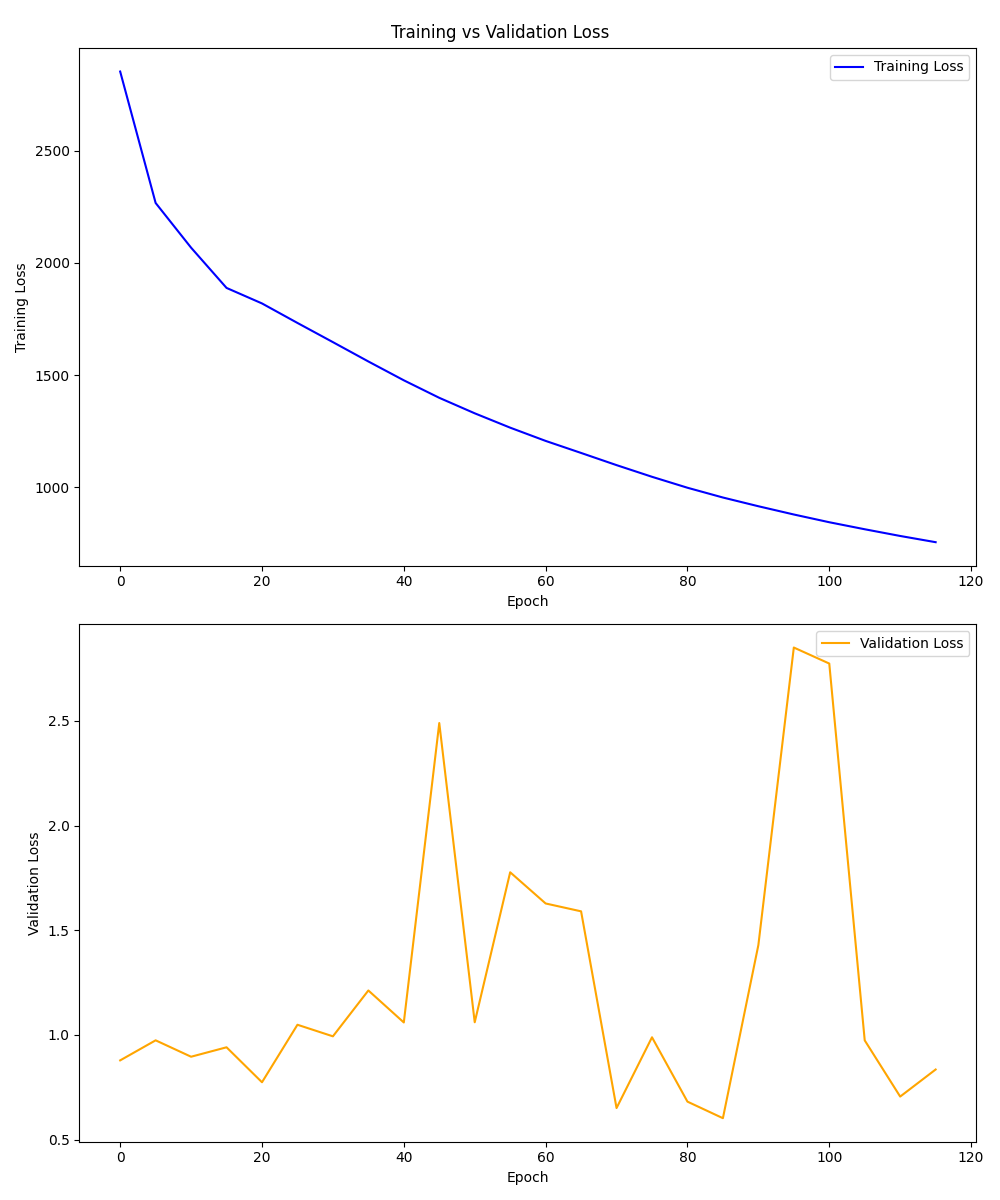 Training vs Validation Loss
Training Loss
Training Loss
2500
2000
1500
1000
0 20 40 60 80 100 120
Epoch
Validation Loss
Validation Loss
2.5
2.0
1.5
1.0
0.5
0 20 40 60 80 100 120
Epoch